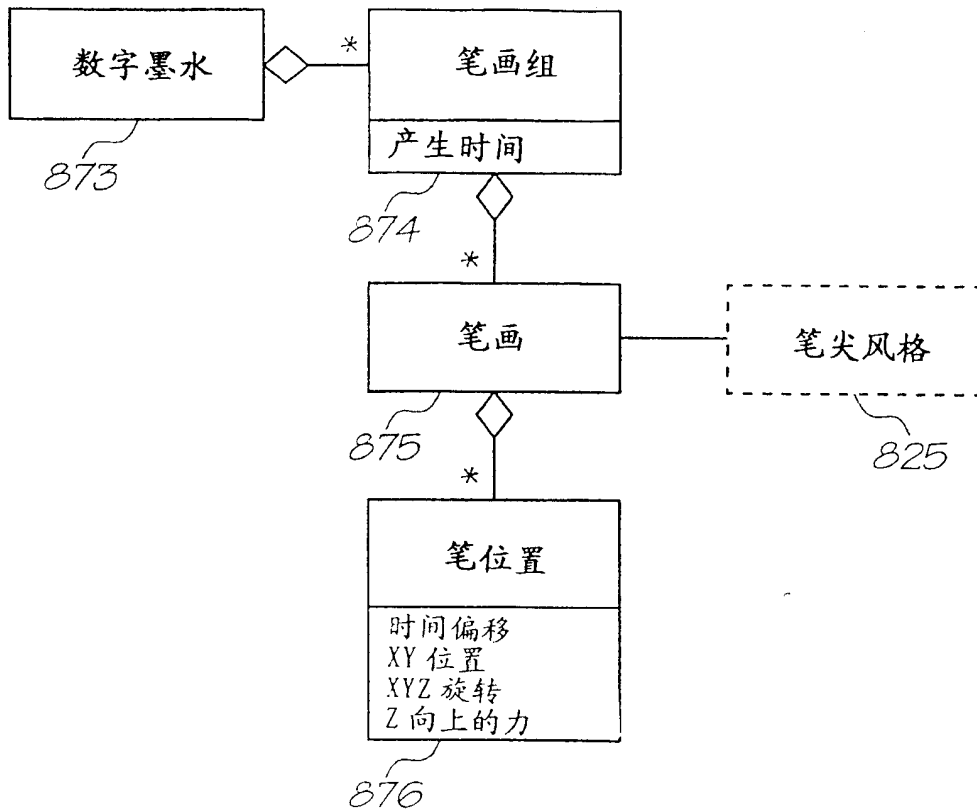 数字墨水
*
笔画组
产生时间
873
874
*
笔画
笔尖风格
875
825
*
笔位置
时间偏移
XY 位置
XYZ 旋转
Z 向上的力
876